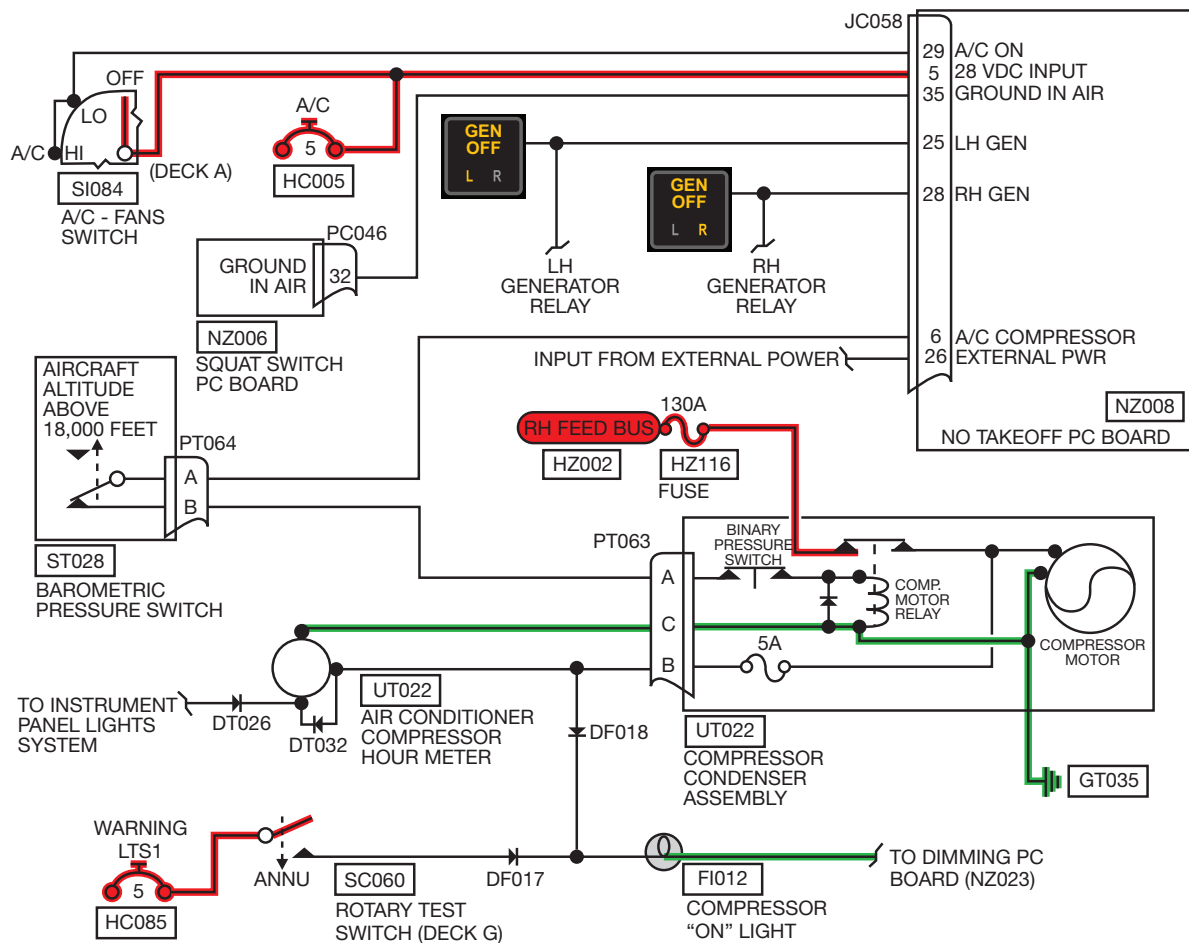 JC058
29 A/C ON
5 28 VDC INPUT
35 GROUND IN AIR
25 LH GEN
28 RH GEN
6 A/C COMPRESSOR
26 EXTERNAL PWR
NZ008
NO TAKEOFF PC BOARD
OFF
LO
A/C HI
(DECK A)
SI084
A/C - FANS
SWITCH
A/C
5
HC005
GEN
OFF
L R
GEN
OFF
L R
LH
GENERATOR
RELAY
RH
GENERATOR
RELAY
PC046
GROUND
IN AIR
32
NZ006
SQUAT SWITCH
PC BOARD
INPUT FROM EXTERNAL POWER
AIRCRAFT
ALTITUDE
ABOVE
18,000 FEET
PT064
A
B
ST028
BAROMETRIC
PRESSURE SWITCH
RH FEED BUS
130A
HZ002
HZ116
FUSE
PT063
A
C
B
BINARY
PRESSURE
SWITCH
COMP.
MOTOR
RELAY
5A
COMPRESSOR
MOTOR
UT022
COMPRESSOR
CONDENSER
ASSEMBLY
GT035
TO INSTRUMENT
PANEL LIGHTS
SYSTEM
DT026
DT032
UT022
AIR CONDITIONER
COMPRESSOR
HOUR METER
DF018
WARNING
LTS1
5
HC085
ANNU
SC060
ROTARY TEST
SWITCH (DECK G)
DF017
FI012
COMPRESSOR
“ON” LIGHT
TO DIMMING PC
BOARD (NZ023)